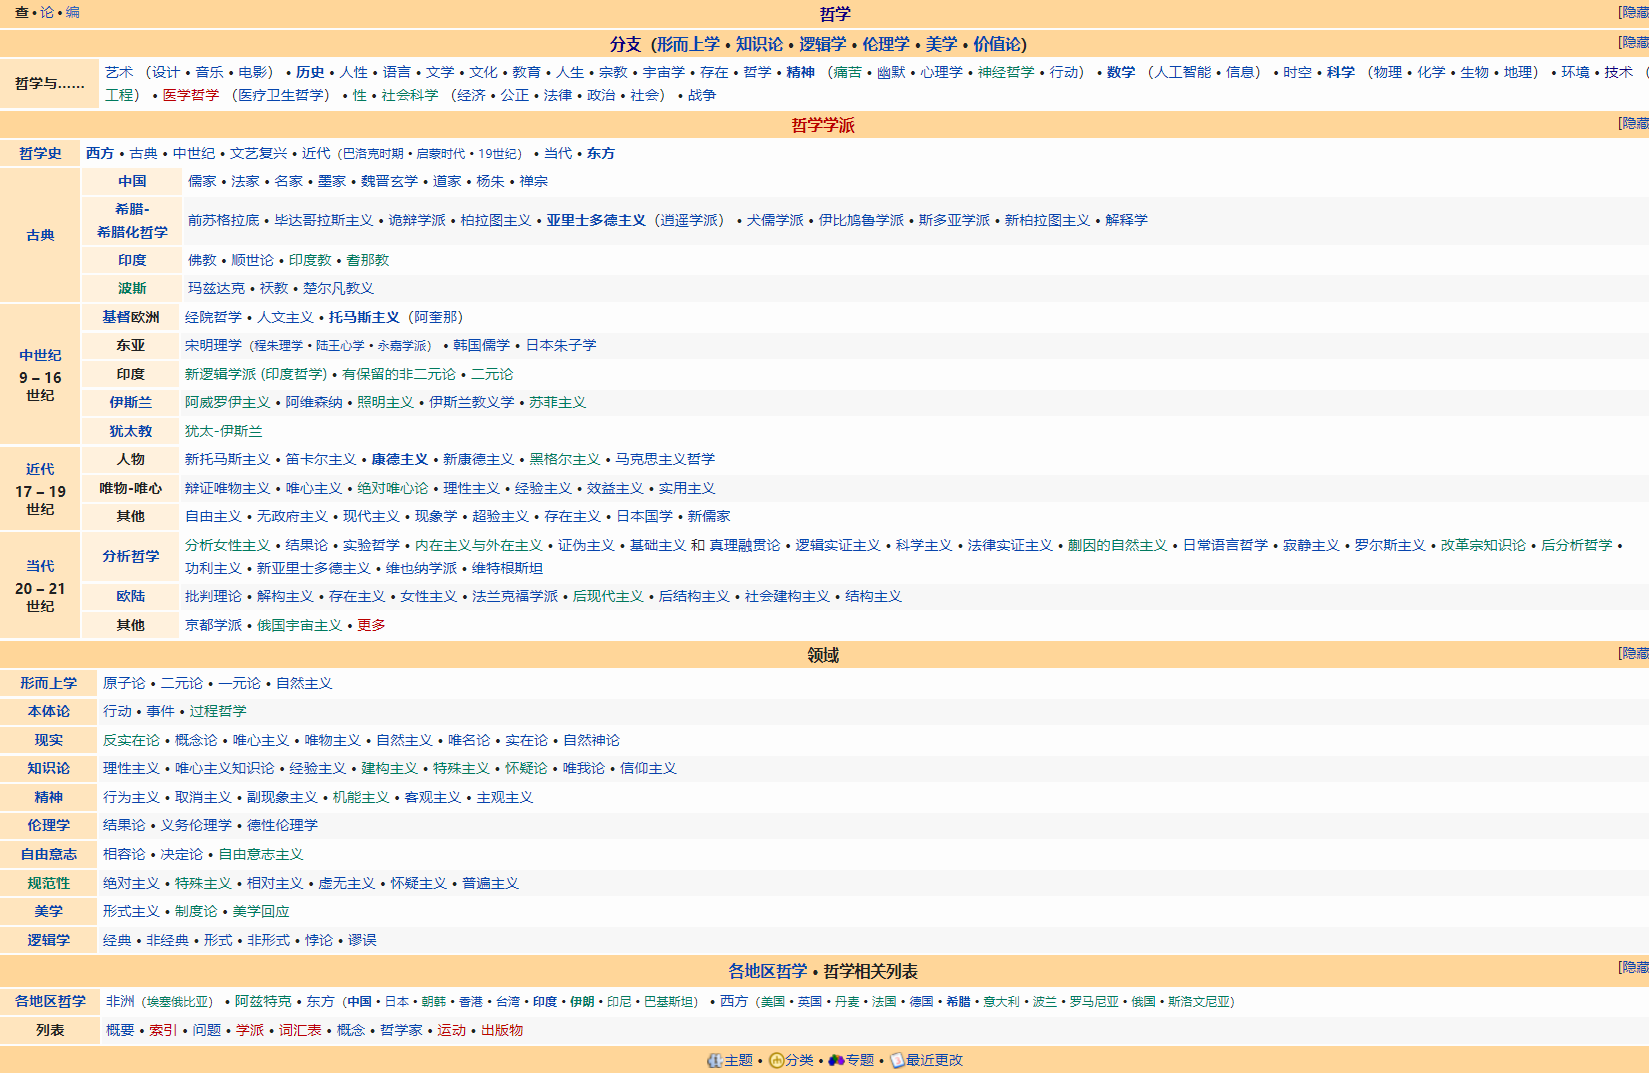 查 • 论 • 编 哲学 [隐藏
分支（形而上学 • 知识论 • 逻辑学 • 伦理学 • 美学 • 价值论） [隐藏
哲学与…… 艺术 （设计 • 音乐 • 电影） • 历史 • 人性 • 语言 • 文学 • 文化 • 教育 • 人生 • 宗教 • 宇宙学 • 存在 • 哲学 • 精神 （痛苦 • 幽默 • 心理学 • 神经哲学 • 行动） • 数学 （人工智能 • 信息） • 时空 • 科学 （物理 • 化学 • 生物 • 地理） • 环境 • 技术 （
工程） • 医学哲学 （医疗卫生哲学） • 性 • 社会科学 （经济 • 公正 • 法律 • 政治 • 社会） • 战争
哲学学派 [隐藏
哲学史 西方 • 古典 • 中世纪 • 文艺复兴 • 近代（巴洛克时期 • 启蒙时代 • 19世纪） • 当代 • 东方
古典
中国 儒家 • 法家 • 名家 • 墨家 • 魏晋玄学 • 道家 • 杨朱 • 禅宗
希腊-
希腊化哲学 前苏格拉底 • 毕达哥拉斯主义 • 诡辩学派 • 柏拉图主义 • 亚里士多德主义（逍遥学派） • 犬儒学派 • 伊比鸠鲁学派 • 斯多亚学派 • 新柏拉图主义 • 解释学
印度 佛教 • 顺世论 • 印度教 • 耆那教
波斯 玛兹达克 • 祆教 • 楚尔凡教义
中世纪
9 – 16
世纪
基督欧洲 经院哲学 • 人文主义 • 托马斯主义（阿奎那）
东亚 宋明理学（程朱理学 • 陆王心学 • 永嘉学派） • 韩国儒学 • 日本朱子学
印度 新逻辑学派 (印度哲学) • 有保留的非二元论 • 二元论
伊斯兰 阿威罗伊主义 • 阿维森纳 • 照明主义 • 伊斯兰教义学 • 苏菲主义
犹太教 犹太-伊斯兰
近代
17 – 19
世纪
人物 新托马斯主义 • 笛卡尔主义 • 康德主义 • 新康德主义 • 黑格尔主义 • 马克思主义哲学
唯物-唯心 辩证唯物主义 • 唯心主义 • 绝对唯心论 • 理性主义 • 经验主义 • 效益主义 • 实用主义
其他 自由主义 • 无政府主义 • 现代主义 • 现象学 • 超验主义 • 存在主义 • 日本国学 • 新儒家
当代
20 – 21
世纪
分析哲学 分析女性主义 • 结果论 • 实验哲学 • 内在主义与外在主义 • 证伪主义 • 基础主义 和 真理融贯论 • 逻辑实证主义 • 科学主义 • 法律实证主义 • 蒯因的自然主义 • 日常语言哲学 • 寂静主义 • 罗尔斯主义 • 改革宗知识论 • 后分析哲学 •
功利主义 • 新亚里士多德主义 • 维也纳学派 • 维特根斯坦
欧陆 批判理论 • 解构主义 • 存在主义 • 女性主义 • 法兰克福学派 • 后现代主义 • 后结构主义 • 社会建构主义 • 结构主义
其他 京都学派 • 俄国宇宙主义 • 更多
领域 [隐藏
形而上学 原子论 • 二元论 • 一元论 • 自然主义
本体论 行动 • 事件 • 过程哲学
现实 反实在论 • 概念论 • 唯心主义 • 唯物主义 • 自然主义 • 唯名论 • 实在论 • 自然神论
知识论 理性主义 • 唯心主义知识论 • 经验主义 • 建构主义 • 特殊主义 • 怀疑论 • 唯我论 • 信仰主义
精神 行为主义 • 取消主义 • 副现象主义 • 机能主义 • 客观主义 • 主观主义
伦理学 结果论 • 义务伦理学 • 德性伦理学
自由意志 相容论 • 决定论 • 自由意志主义
规范性 绝对主义 • 特殊主义 • 相对主义 • 虚无主义 • 怀疑主义 • 普遍主义
美学 形式主义 • 制度论 • 美学回应
逻辑学 经典 • 非经典 • 形式 • 非形式 • 悖论 • 谬误
各地区哲学 • 哲学相关列表 [隐藏
各地区哲学 非洲（埃塞俄比亚） • 阿兹特克 • 东方（中国 • 日本 • 朝韩 • 香港 • 台湾 • 印度 • 伊朗 • 印尼 • 巴基斯坦） • 西方（美国 • 英国 • 丹麦 • 法国 • 德国 • 希腊 • 意大利 • 波兰 • 罗马尼亚 • 俄国 • 斯洛文尼亚）
列表 概要 • 索引 • 问题 • 学派 • 词汇表 • 概念 • 哲学家 • 运动 • 出版物
主题 • 分类 • 专题 • 最近更改